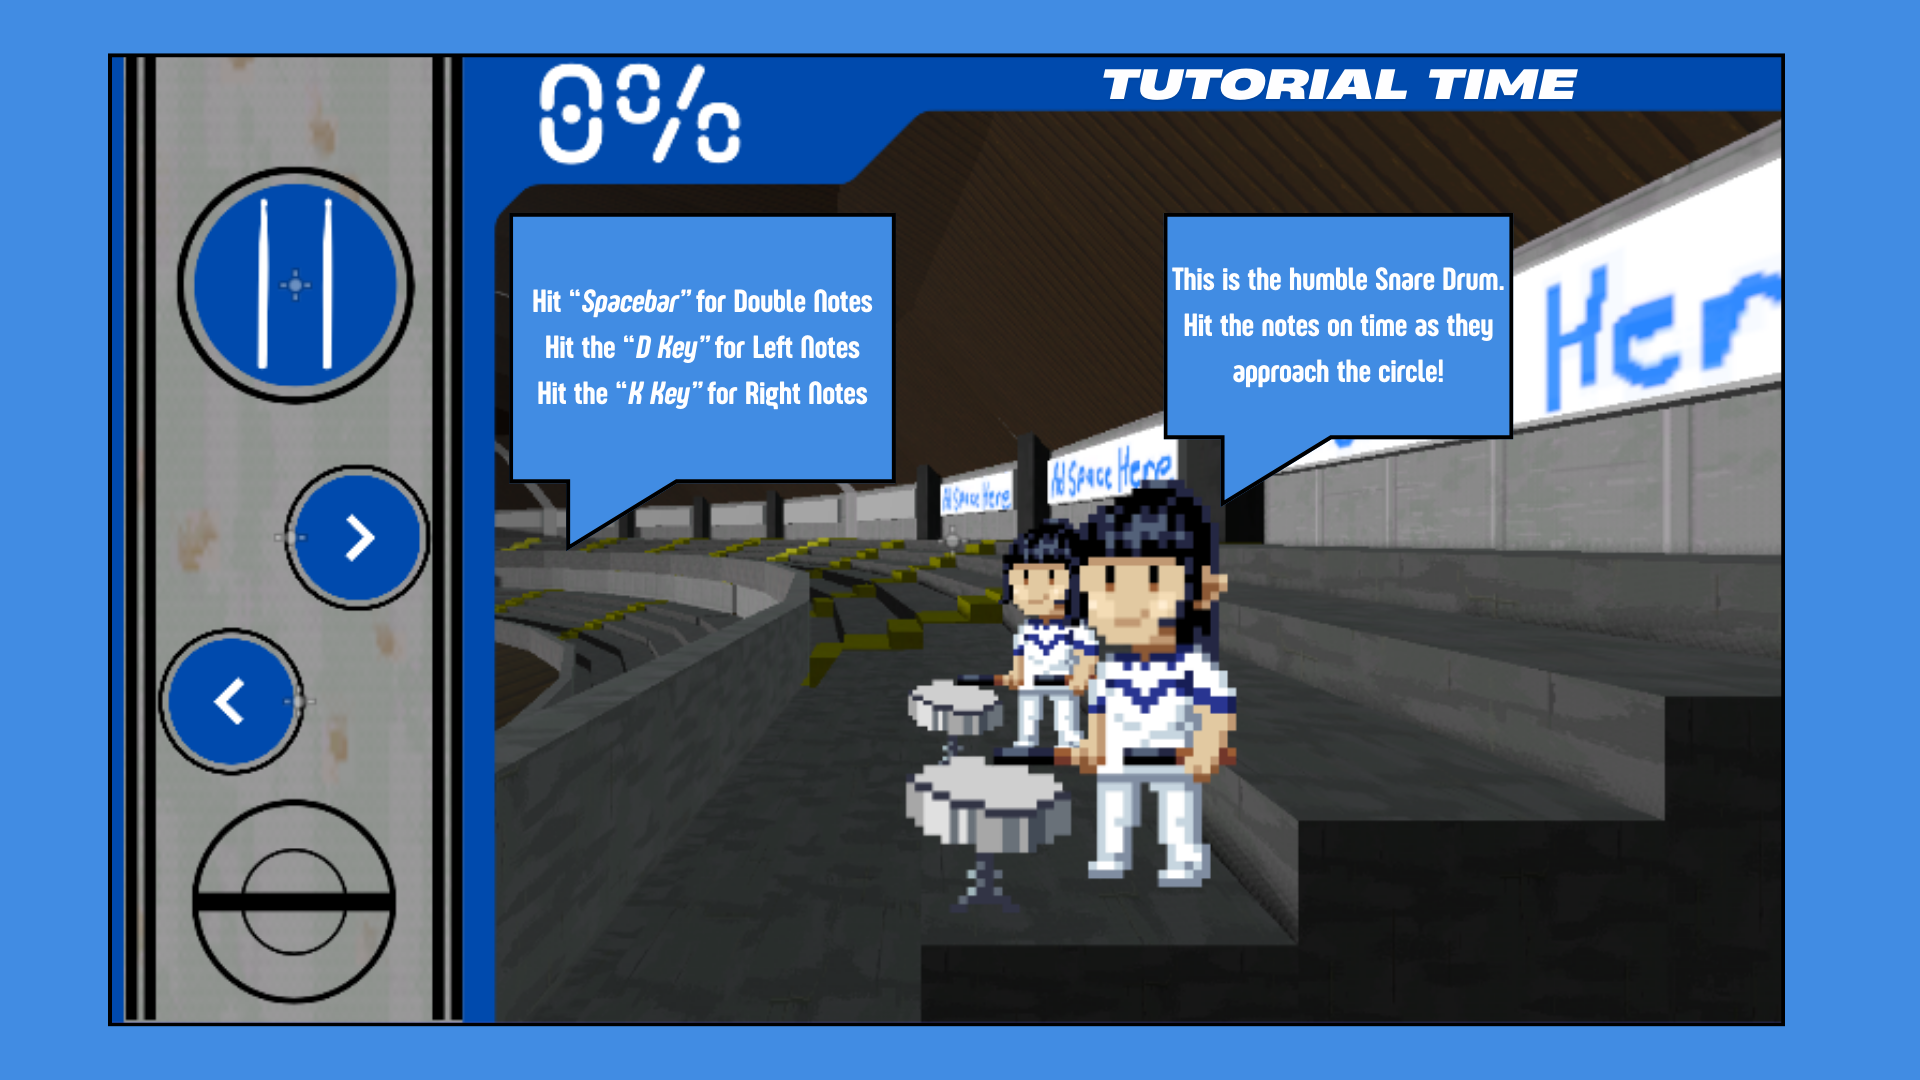 0%
TUTORIAL TIME
Hit “Spacebar” for Double Notes
Hit the “D Key” for Left Notes
Hit the “K Key” for Right Notes
This is the humble Snare Drum.
Hit the notes on time as they
approach the circle!
Her
Ad Space Here
Ad Space Here